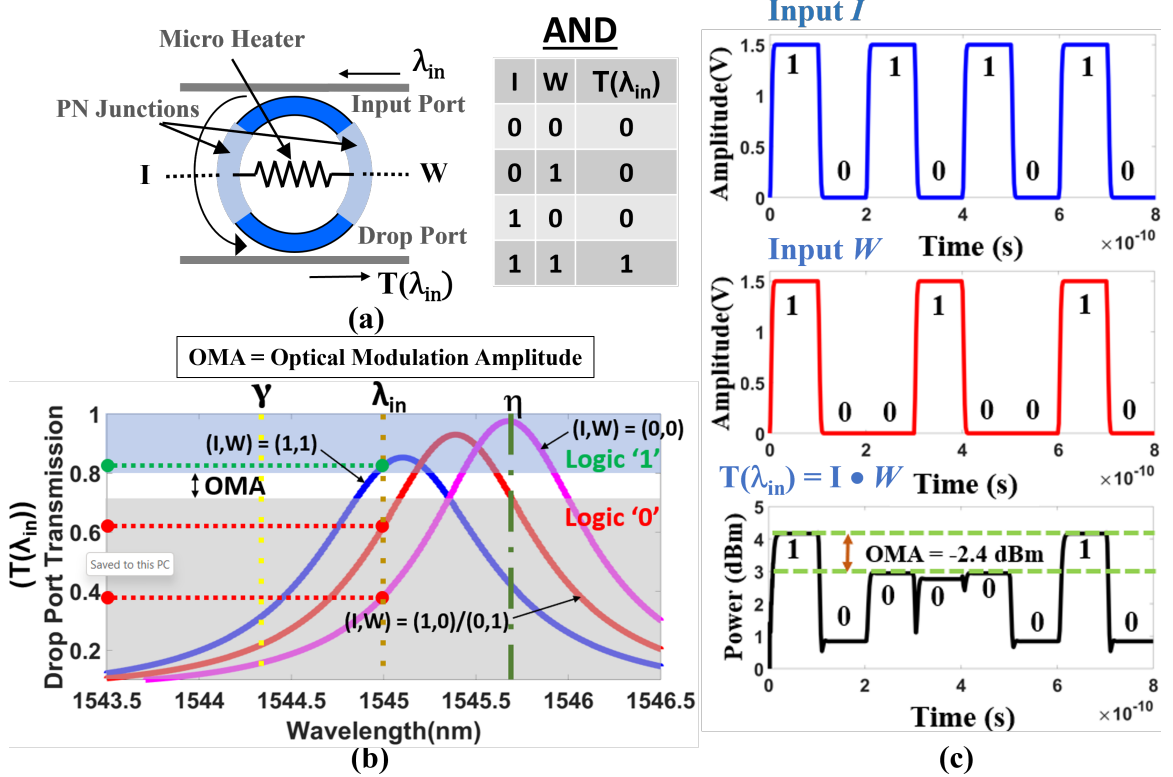 Micro Heater
λin
PN Junctions
Input Port
I
W
Drop Port
T(λin)
(a)
AND
I W T(λin)
0 0 0
0 1 0
1 0 0
1 1 1
OMA = Optical Modulation Amplitude
γ λin η
(I,W) = (1,1)
(I,W) = (0,0)
Logic ‘1’
OMA
Logic ‘0’
Saved to this PC
(I,W) = (1,0)/(0,1)
1
0.8
0.6
0.4
0.2
Drop Port Transmission
(T(λin))
1543.5 1544 1544.5 1545 1545.5 1546 1546.5
Wavelength(nm)
(b)
Input I
Amplitude(V)
1.5
1
0.5
0
1 0 1 0 1 0 1 0
0 2 4 6 8
Time (s)
×10-10
Input W
Amplitude(V)
1.5
1
0.5
0
1 0 0 1 0 0 1 0
0 2 4 6 8
Time (s)
×10-10
T(λin) = I • W
Power (dBm)
5
4
3
2
1
0
OMA = -2.4 dBm
1 0 0 0 0 0 1 0
0 2 4 6 8
Time (s)
×10-10
(c)